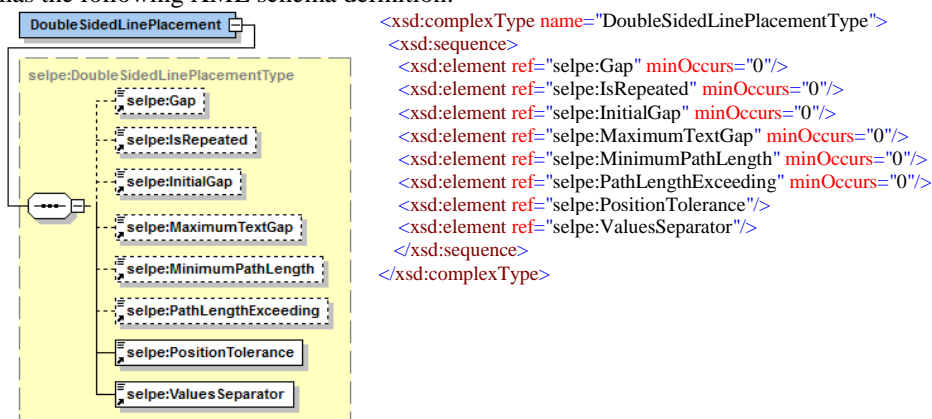 has the following XML schema definition:
DoubleSidedLinePlacement
selpe:DoubleSidedLinePlacementType
selpe:Gap
selpe:IsRepeated
selpe:InitialGap
selpe:MaximumTextGap
selpe:MinimumPathLength
selpe:PathLengthExceeding
selpe:PositionTolerance
selpe:ValuesSeparator
<xsd:complexType name="DoubleSidedLinePlacementType">
<xsd:sequence>
<xsd:element ref="selpe:Gap" minOccurs="0"/>
<xsd:element ref="selpe:IsRepeated" minOccurs="0"/>
<xsd:element ref="selpe:InitialGap" minOccurs="0"/>
<xsd:element ref="selpe:MaximumTextGap" minOccurs="0"/>
<xsd:element ref="selpe:MinimumPathLength" minOccurs="0"/>
<xsd:element ref="selpe:PathLengthExceeding" minOccurs="0"/>
<xsd:element ref="selpe:PositionTolerance"/>
<xsd:element ref="selpe:ValuesSeparator"/>
</xsd:sequence>
</xsd:complexType>